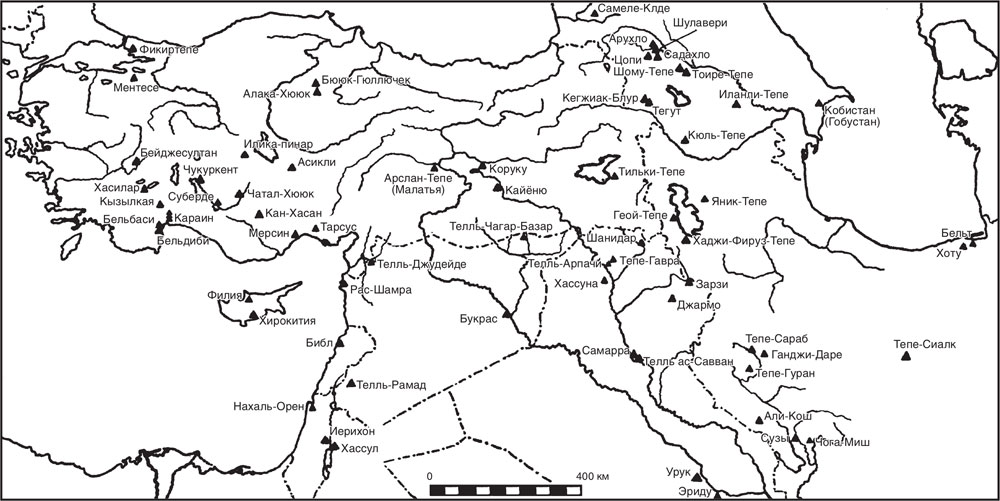 Самеле-Клде
Шулавери
Арухло
Садахло
Цопи
Шому-Тепе
Тоире-Тепе
Фикиртепе
Ментесе
Бююк-Гюллючек
Алака-Хююк
Кегжиак-Блур
Тегут
Иланли-Тепе
Кобистан
(Гобустан)
Кюль-Тепе
Илика-пинар
Бейджесултан
Асикли
Чукуркент
Арслан-Тепе
(Малатья)
Коруку
Кайёню
Тильки-Тепе
Хасилар
Кызылкая
Суберде
Чатал-Хююк
Яник-Тепе
Бельбаси
Караин
Кан-Хасан
Гeой-Тепе
Бельдиби
Мерсин
Тарсус
Телль-Чагар-Базар
Шанидар
Хаджи-Фируз-Тепе
Бельт
Хоту
Телль-Джудейде
Телль-Арпачи
Тепе-Гавра
Рас-Шамра
Хассуна
Зарзи
Джармо
Филия
Хирокития
Букрас
Библ
Самарра
Телль ас-Савван
Тепе-Сараб
Ганджи-Даре
Тепе-Гуран
Тепе-Сиалк
Телль-Рамад
Нахаль-Орен
Али-Кош
Иерихон
Хассул
Сузы
Чога Миш
Урук
Эриду
0
400 км